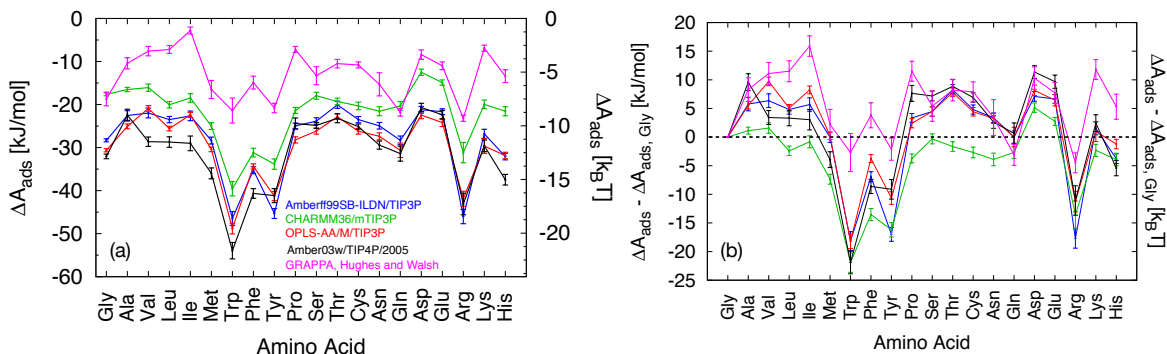 0
-10
-20
-30
-40
-50
-60
ΔA_ads [kJ/mol]
0
-5
-10
-15
-20
ΔA_ads [k_BT]
Amberff99SB-ILDN/TIP3P
CHARMM36/mTIP3P
OPLS-AA/M/TIP3P
Amber03w/TIP4P/2005
GRAPPA, Hughes and Walsh
(a)
Gly Ala Val Leu Ile Met Trp Phe Tyr Pro Ser Thr Cys Asn Gln Asp Glu Arg Lys His
Amino Acid
20
15
10
5
0
-5
-10
-15
-20
-25
ΔA_ads - ΔA_ads, Gly [kJ/mol]
ΔA_ads - ΔA_ads, Gly [k_BT]
(b)
Gly Ala Val Leu Ile Met Trp Phe Tyr Pro Ser Thr Cys Asn Gln Asp Glu Arg Lys His
Amino Acid